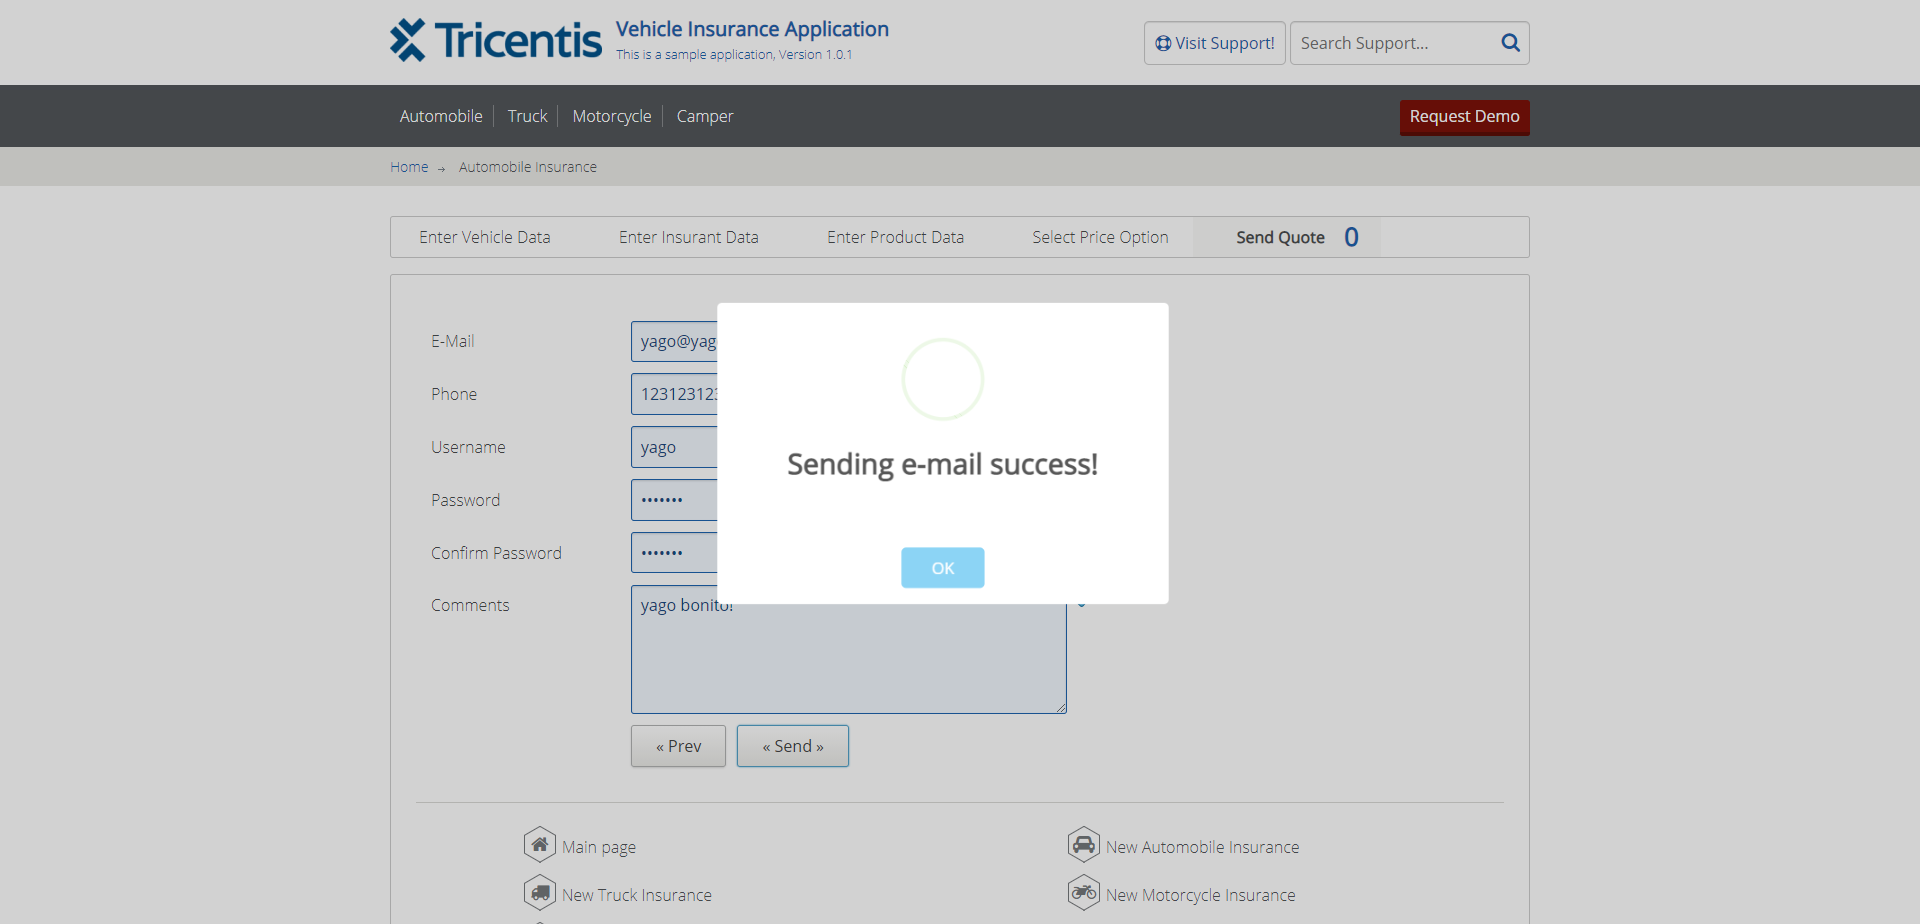 Tricentis
Vehicle Insurance Application
This is a sample application, Version 1.0.1
Visit Support!
Search Support...
Automobile
Truck
Motorcycle
Camper
Request Demo
Home → Automobile Insurance
Enter Vehicle Data
Enter Insurant Data
Enter Product Data
Select Price Option
Send Quote 0
E-Mail
yago@yag
Phone
12312312
Username
yago
Password
•••••••
Confirm Password
•••••••
Comments
yago bonito!
Sending e-mail success!
OK
« Prev
« Send »
Main page
New Automobile Insurance
New Truck Insurance
New Motorcycle Insurance